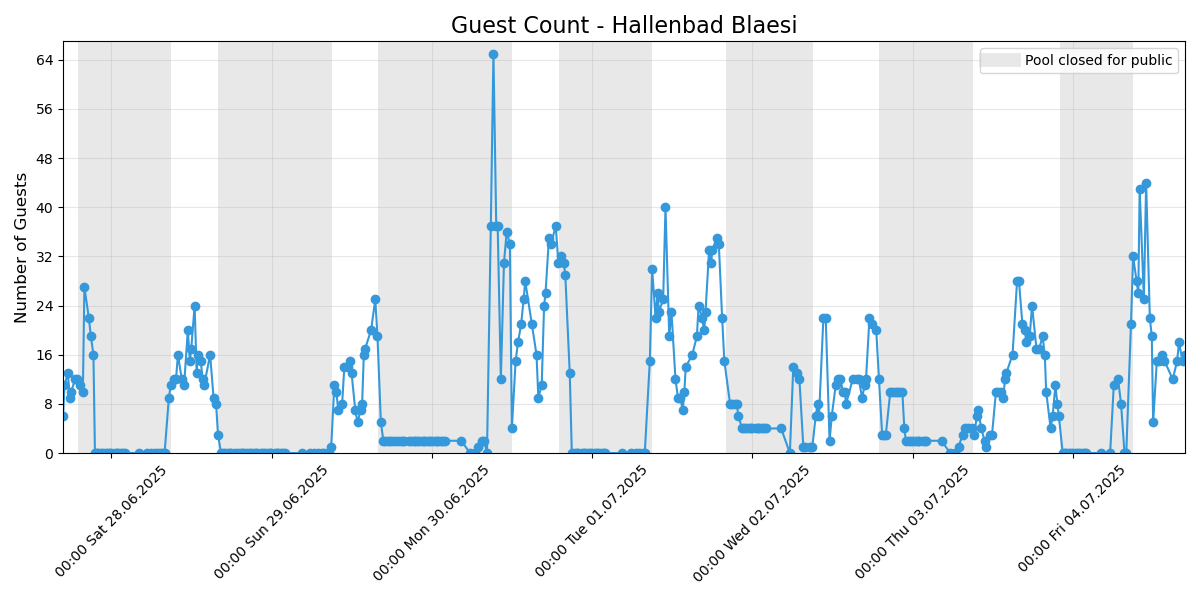 Guest Count - Hallenbad Blaesi
Pool closed for public
Number of Guests
64
56
48
40
32
24
16
8
0
00:00 Sat 28.06.2025
00:00 Sun 29.06.2025
00:00 Mon 30.06.2025
00:00 Tue 01.07.2025
00:00 Wed 02.07.2025
00:00 Thu 03.07.2025
00:00 Fri 04.07.2025